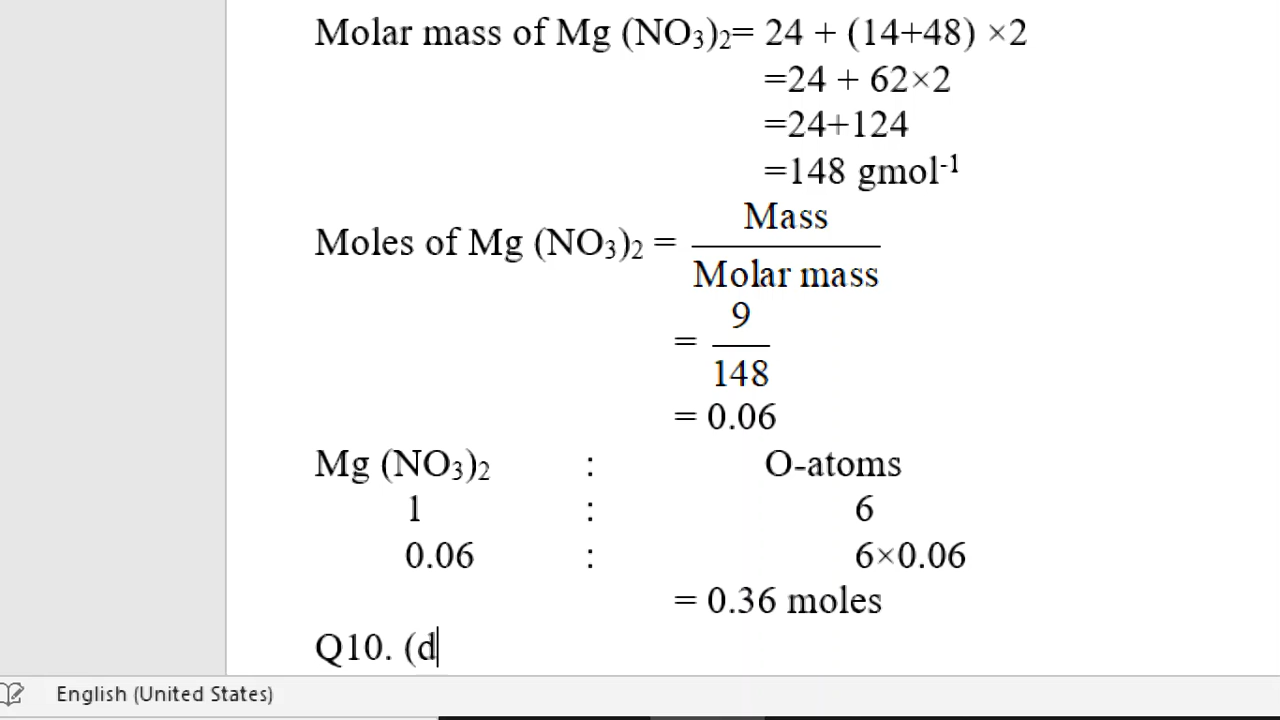 Molar mass of Mg (NO₃)₂= 24 + (14+48) ×2
=24 + 62×2
=24+124
=148 gmol⁻¹
Moles of Mg (NO₃)₂ = Mass
Molar mass
= 9
148
= 0.06
Mg (NO₃)₂ : O-atoms
1 : 6
0.06 : 6×0.06
= 0.36 moles
Q10. (d
English (United States)